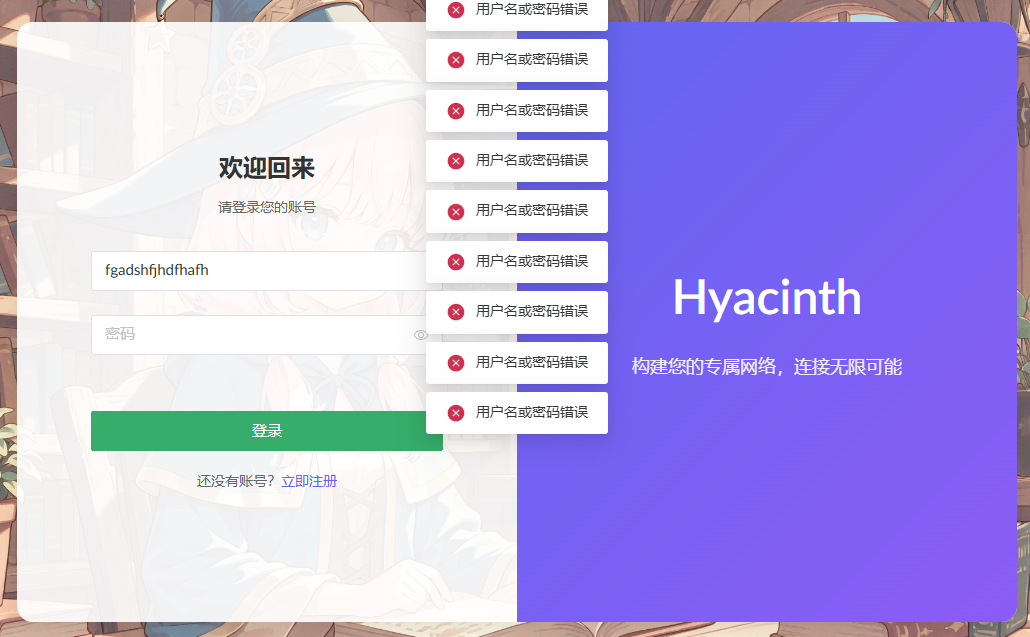 用户名或密码错误
用户名或密码错误
用户名或密码错误
用户名或密码错误
用户名或密码错误
用户名或密码错误
用户名或密码错误
用户名或密码错误
用户名或密码错误
欢迎回来
请登录您的账号
fgadshfjhdfhafh
密码
登录
还没有账号？立即注册
Hyacinth
构建您的专属网络，连接无限可能